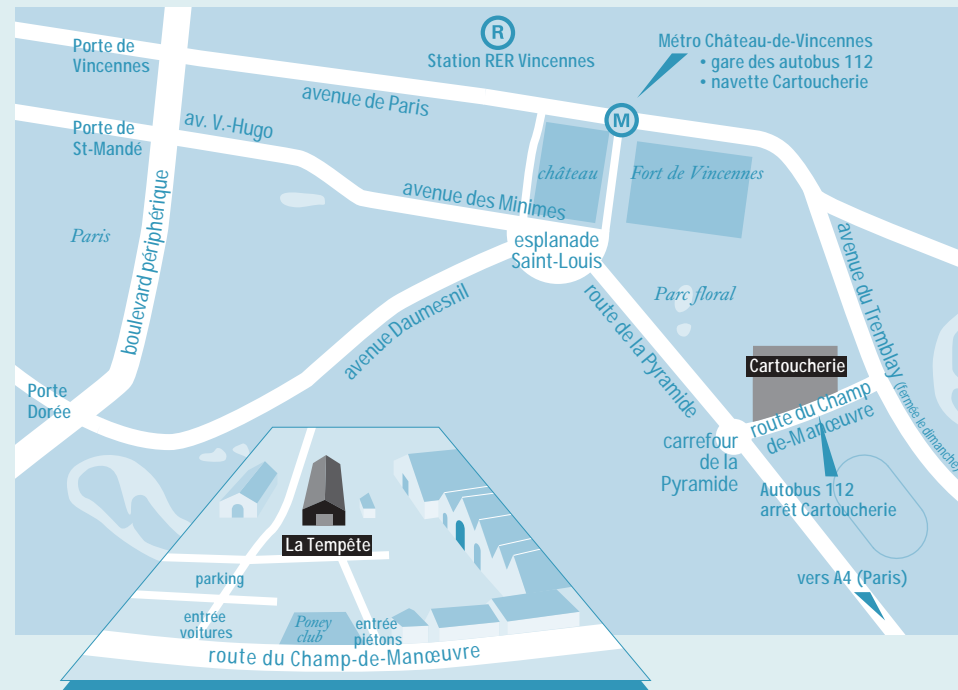 R
Station RER Vincennes
Métro Château-de-Vincennes
• gare des autobus 112
• navette Cartoucherie
M
Porte de
Vincennes
avenue de Paris
Porte de
St-Mandé
av. V.-Hugo
château
Fort de Vincennes
avenue des Minimes
Paris
boulevard périphérique
esplanade
Saint-Louis
avenue Daumesnil
route de la Pyramide
Parc floral
avenue du Tremblay (fermée le dimanche)
Cartoucherie
route du Champ
de-Manœuvre
Porte
Dorée
carrefour
de la
Pyramide
Autobus 112
arrêt Cartoucherie
vers A4 (Paris)
La Tempête
parking
entrée
voitures
Poney
club
entrée
piétons
route du Champ-de-Manœuvre